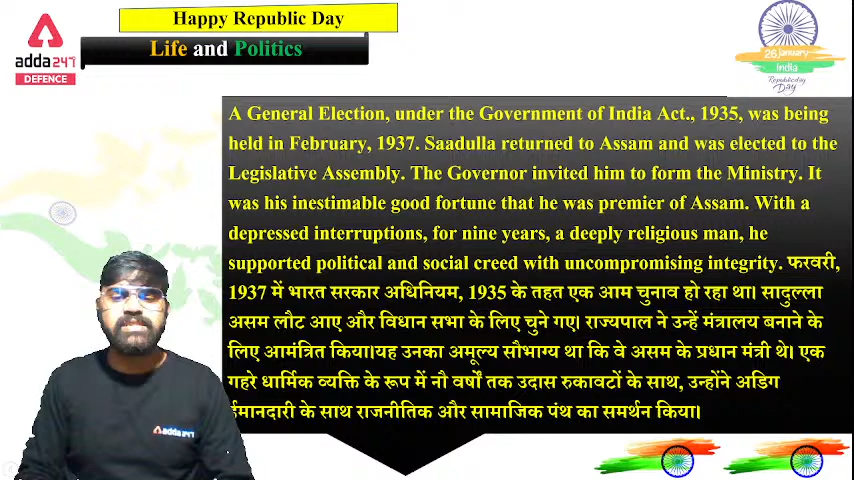 Happy Republic Day
Life and Politics
adda247
DEFENCE
26 January
India
Republic
Day
A General Election, under the Government of India Act., 1935, was being
held in February, 1937. Saadulla returned to Assam and was elected to the
Legislative Assembly. The Governor invited him to form the Ministry. It
was his inestimable good fortune that he was premier of Assam. With a
depressed interruptions, for nine years, a deeply religious man, he
supported political and social creed with uncompromising integrity. फरवरी,
1937 में भारत सरकार अधिनियम, 1935 के तहत एक आम चुनाव हो रहा था। सादुल्ला
असम लौट आए और विधान सभा के लिए चुने गए। राज्यपाल ने उन्हें मंत्रालय बनाने के
लिए आमंत्रित किया।यह उनका अमूल्य सौभाग्य था कि वे असम के प्रधान मंत्री थे। एक
गहरे धार्मिक व्यक्ति के रूप में नौ वर्षों तक उदास रुकावटों के साथ, उन्होंने अडिग
ईमानदारी के साथ राजनीतिक और सामाजिक पंथ का समर्थन किया।
adda247